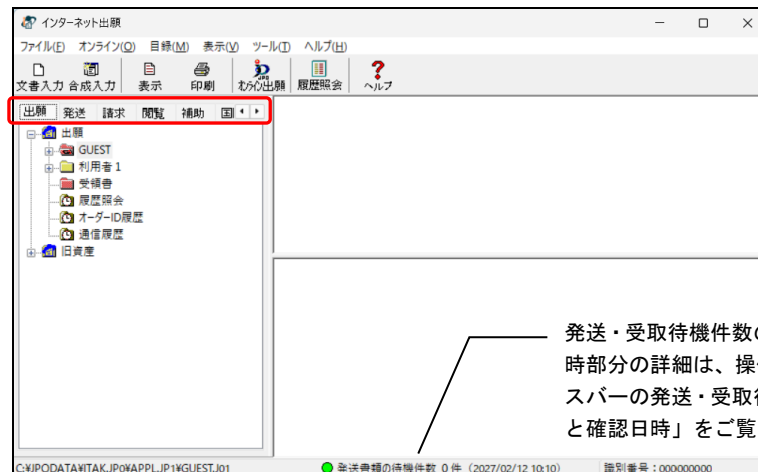 インターネット出願
ファイル(F) オンライン(O) 目録(M) 表示(V) ツール(T) ヘルプ(H)
文書入力 合成入力 表示 印刷 わらじ出願 履歴照会 ヘルプ
出願 発送 請求 閲覧 補助 国
出願
GUEST
利用者1
受領書
履歴照会
オーダーID履歴
通信履歴
旧資産
発送・受取待機件数の
時部分の詳細は、操
スバーの発送・受取
と確認日時」をご覧
C:¥JPODATA¥ITAK.JP0¥APPL.JP1¥GUEST.J01 発送書類の待機件数 0 件 (2027/02/12 10:10) 識別番号:000000000